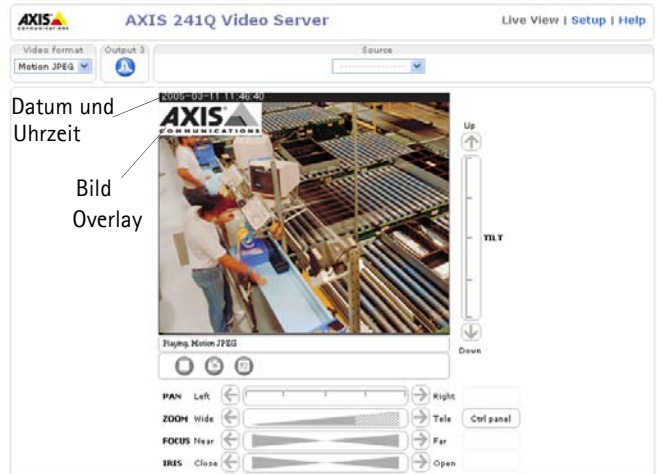 AXIS
COMMUNICATIONS
AXIS 241Q Video Server
Live View | Setup | Help
Video format
Output 3
Source
Motion JPEG
2005-03-11 11:46:40
AXIS
COMMUNICATIONS
Datum und
Uhrzeit
Bild
Overlay
Up
TILT
Down
Playing Motion JPEG
PAN Left Right
ZOOM Wide Tele Ctrl panel
FOCUS Near Far
IRIS Close Open